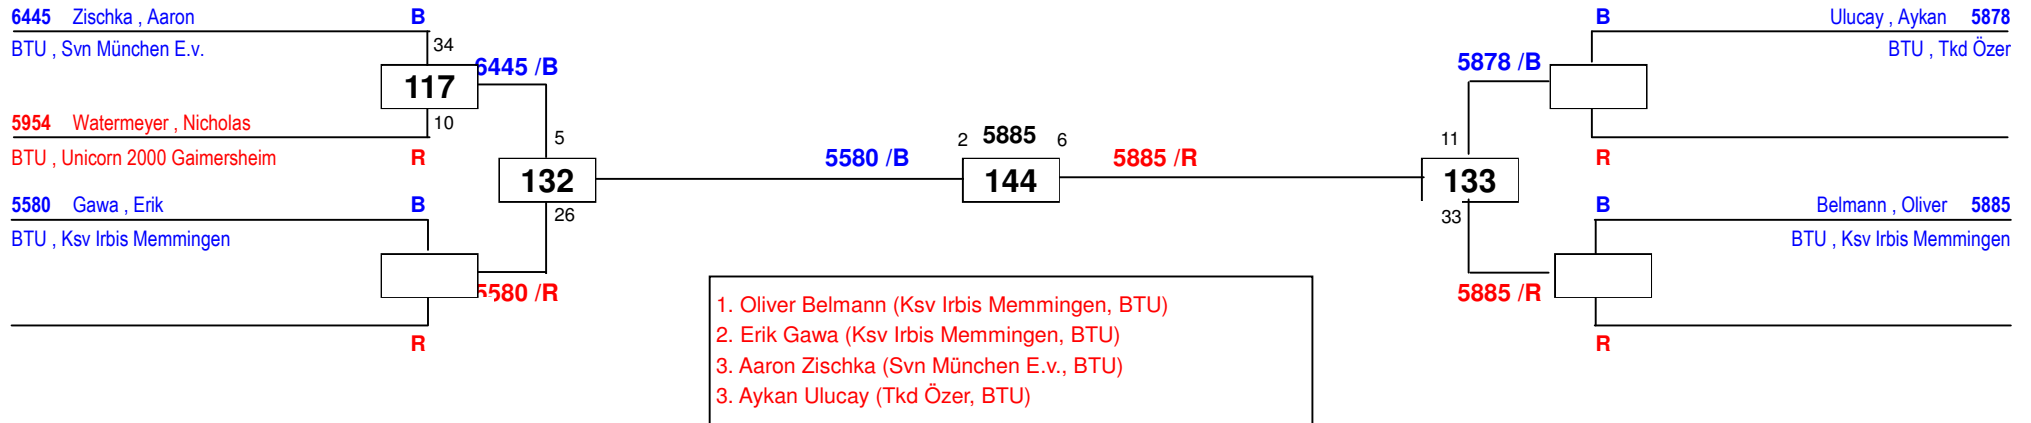 6445 Zischka , Aaron B
BTU , Svn München E.v.
34
6445 /B
117
10
5954 Watermeyer , Nicholas
BTU , Unicorn 2000 Gaimersheim R
5
132
26
5580 Gawa , Erik B
BTU , Ksv Irbis Memmingen
5580 /R
R
5580 /B
2 5885 6
144
5885 /R
B Ulucay , Aykan 5878
BTU , Tkd Özer
5878 /B
R
11
133
33
B Belmann , Oliver 5885
BTU , Ksv Irbis Memmingen
5885 /R
R
1. Oliver Belmann (Ksv Irbis Memmingen, BTU)
2. Erik Gawa (Ksv Irbis Memmingen, BTU)
3. Aaron Zischka (Svn München E.v., BTU)
3. Aykan Ulucay (Tkd Özer, BTU)